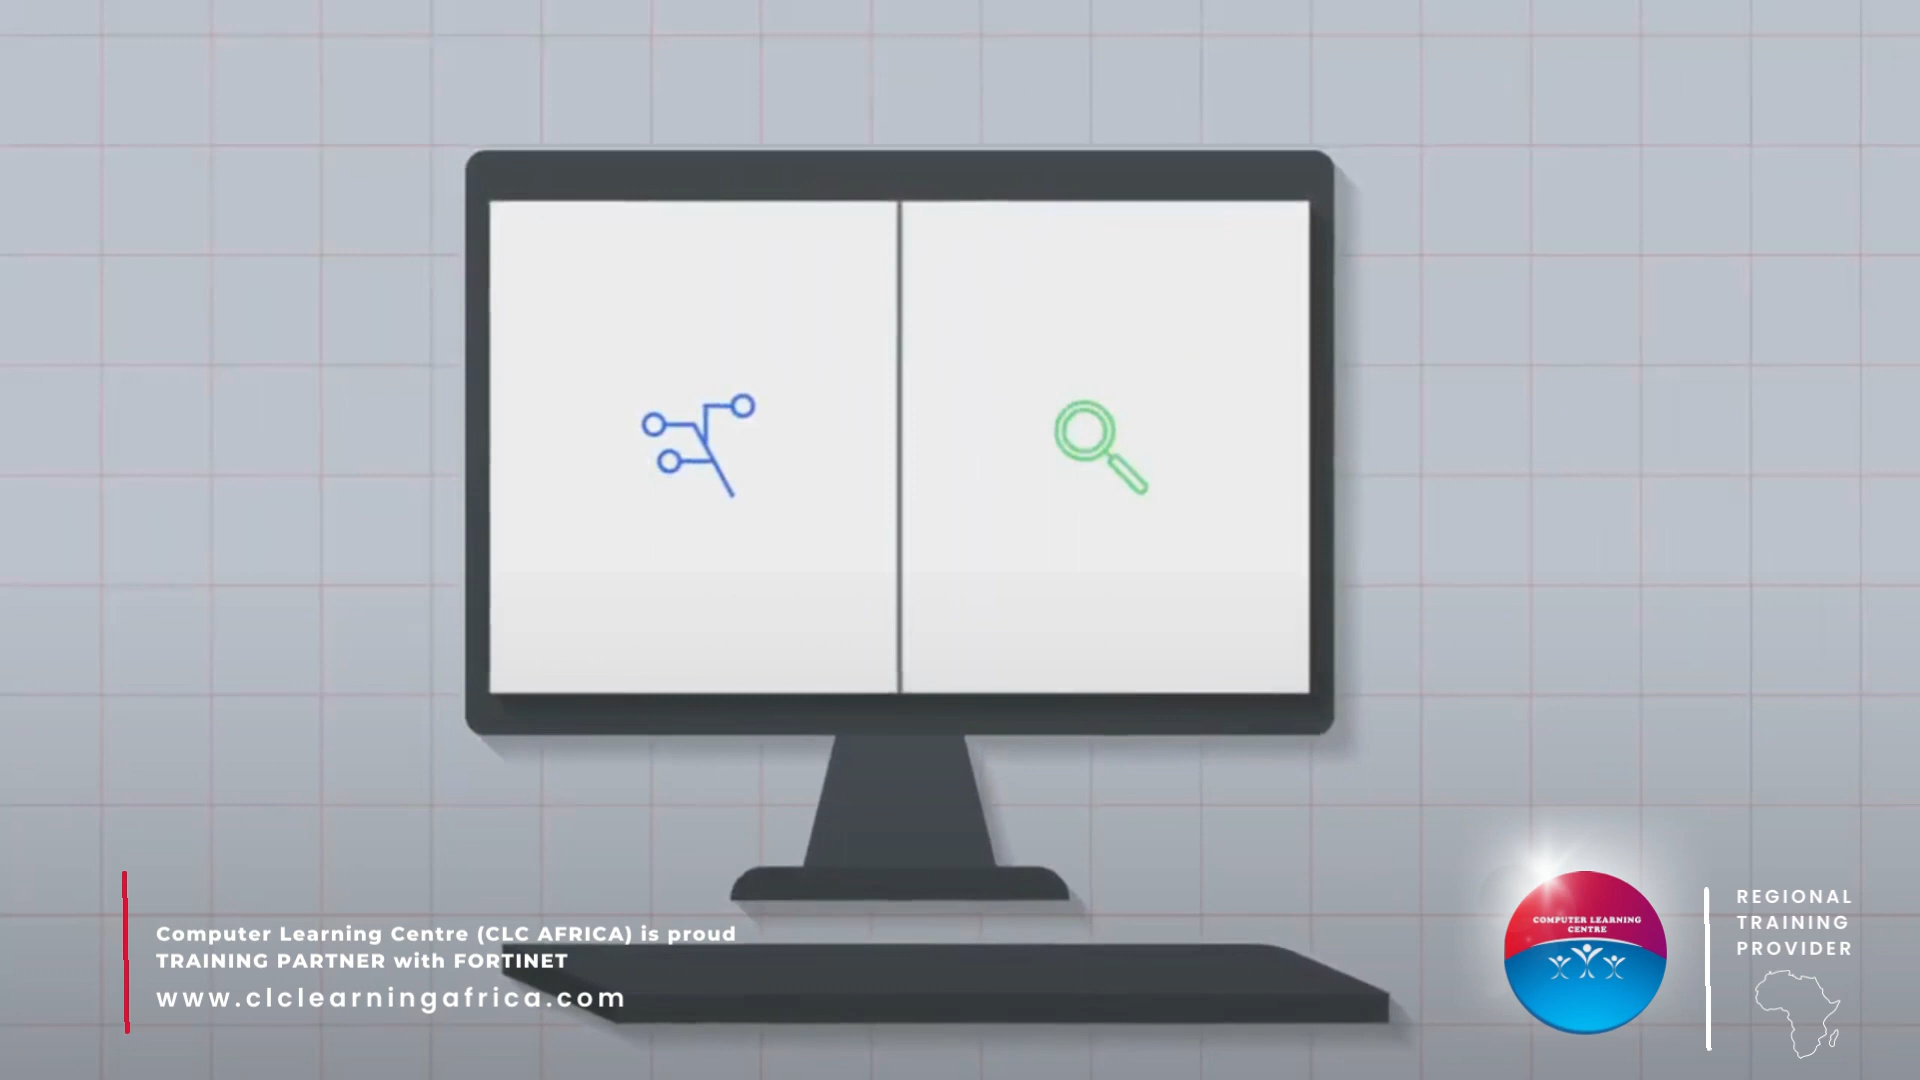 Computer Learning Centre (CLC AFRICA) is proud
TRAINING PARTNER with FORTINET
www.clclearningafrica.com
COMPUTER LEARNING
CENTRE
REGIONAL
TRAINING
PROVIDER